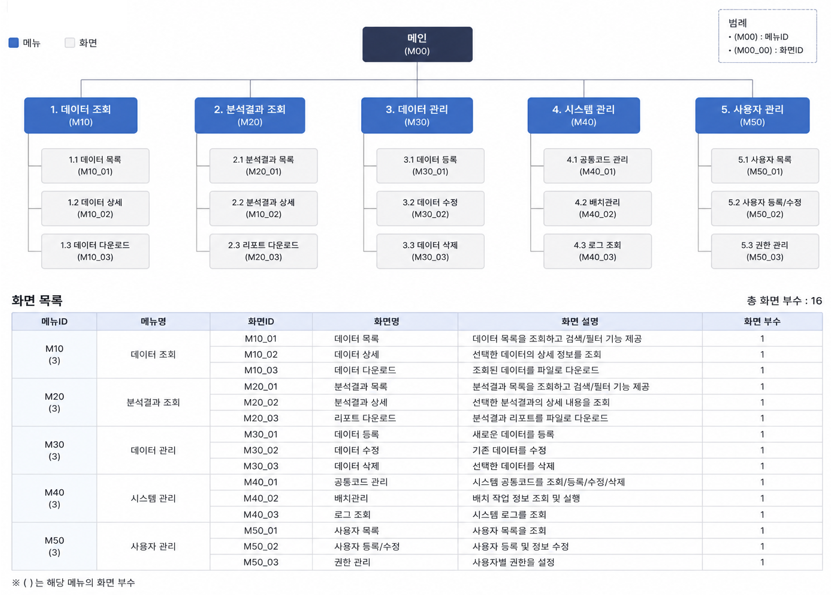 범례
• (M00) : 메뉴ID
• (M00_00) : 화면ID
메뉴
화면
메인
(M00)
1. 데이터 조회
(M10)
2. 분석결과 조회
(M20)
3. 데이터 관리
(M30)
4. 시스템 관리
(M40)
5. 사용자 관리
(M50)
1.1 데이터 목록
(M10_01)
2.1 분석결과 목록
(M20_01)
3.1 데이터 등록
(M30_01)
4.1 공통코드 관리
(M40_01)
5.1 사용자 목록
(M50_01)
1.2 데이터 상세
(M10_02)
2.2 분석결과 상세
(M10_02)
3.2 데이터 수정
(M30_02)
4.2 배치관리
(M40_02)
5.2 사용자 등록/수정
(M50_02)
1.3 데이터 다운로드
(M10_03)
2.3 리포트 다운로드
(M20_03)
3.3 데이터 삭제
(M30_03)
4.3 로그 조회
(M40_03)
5.3 권한 관리
(M50_03)
화면 목록
총 화면 부수 : 16
메뉴ID 메뉴명 화면ID 화면명 화면 설명 화면 부수
M10
(3)
데이터 조회
M10_01 데이터 목록 데이터 목록을 조회하고 검색/필터 기능 제공 1
M10_02 데이터 상세 선택한 데이터의 상세 정보를 조회 1
M10_03 데이터 다운로드 조회된 데이터를 파일로 다운로드 1
M20
(3)
분석결과 조회
M20_01 분석결과 목록 분석결과 목록을 조회하고 검색/필터 기능 제공 1
M20_02 분석결과 상세 선택한 분석결과의 상세 내용을 조회 1
M20_03 리포트 다운로드 분석결과 리포트를 파일로 다운로드 1
M30
(3)
데이터 관리
M30_01 데이터 등록 새로운 데이터를 등록 1
M30_02 데이터 수정 기존 데이터를 수정 1
M30_03 데이터 삭제 선택한 데이터를 삭제 1
M40
(3)
시스템 관리
M40_01 공통코드 관리 시스템 공통코드를 조회/등록/수정/삭제 1
M40_02 배치관리 배치 작업 정보 조회 및 실행 1
M40_03 로그 조회 시스템 로그를 조회 1
M50
(3)
사용자 관리
M50_01 사용자 목록 사용자 목록을 조회 1
M50_02 사용자 등록/수정 사용자 등록 및 정보 수정 1
M50_03 권한 관리 사용자별 권한을 설정 1
※ ( ) 는 해당 메뉴의 화면 부수